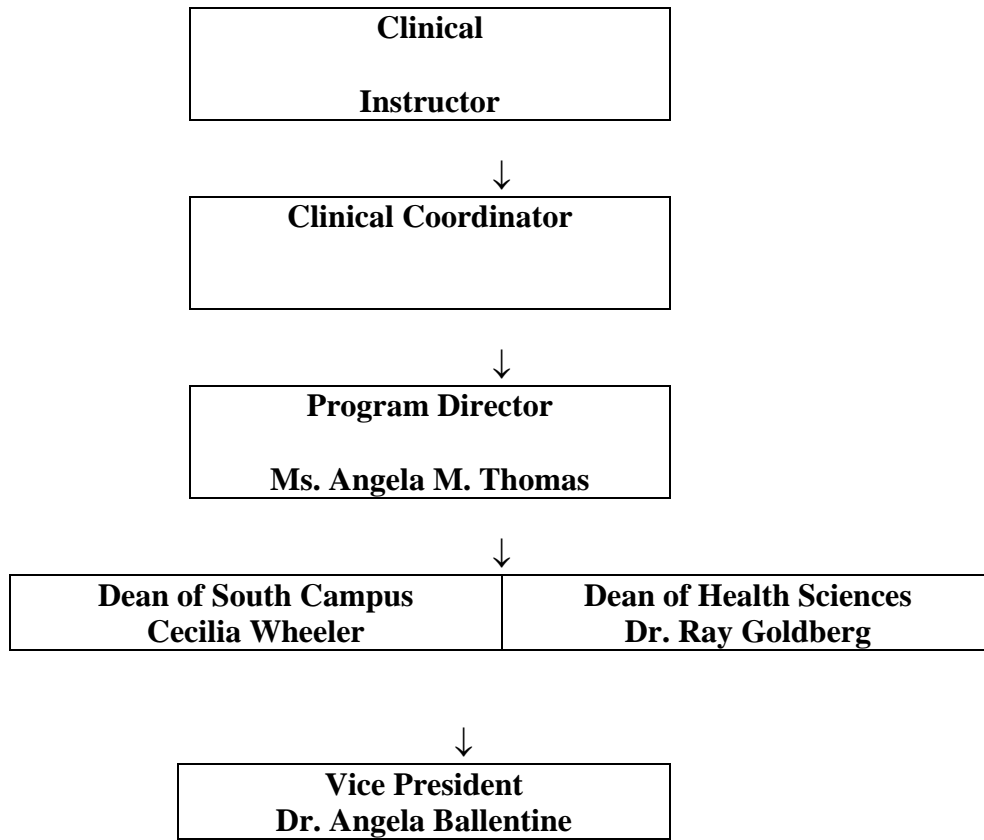 Clinical
Instructor
↓
Clinical Coordinator
↓
Program Director
Ms. Angela M. Thomas
↓
Dean of South Campus
Cecilia Wheeler
Dean of Health Sciences
Dr. Ray Goldberg
↓
Vice President
Dr. Angela Ballentine